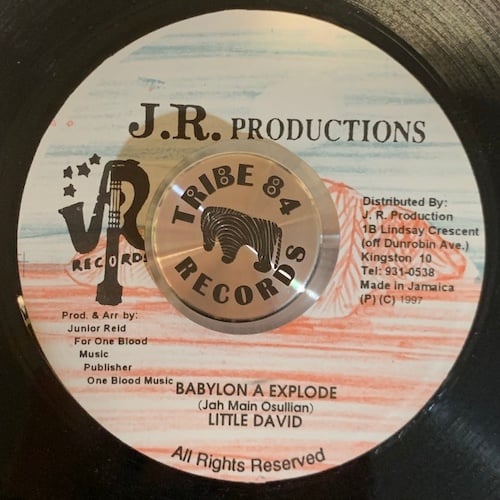 J.R. PRODUCTIONS
TRIBE 84
RECORDS
JR
RECORDS
Distributed By:
J. R. Production
1B Lindsay Crescent
(off Dunrobin Ave.)
Kingston 10
Tel: 931-0538
Made in Jamaica
(P) (C) 1997
Prod. & Arr by:
Junior Reid
For One Blood
Music
Publisher
One Blood Music
BABYLON A EXPLODE
(Jah Main Osullian)
LITTLE DAVID
All Rights Reserved